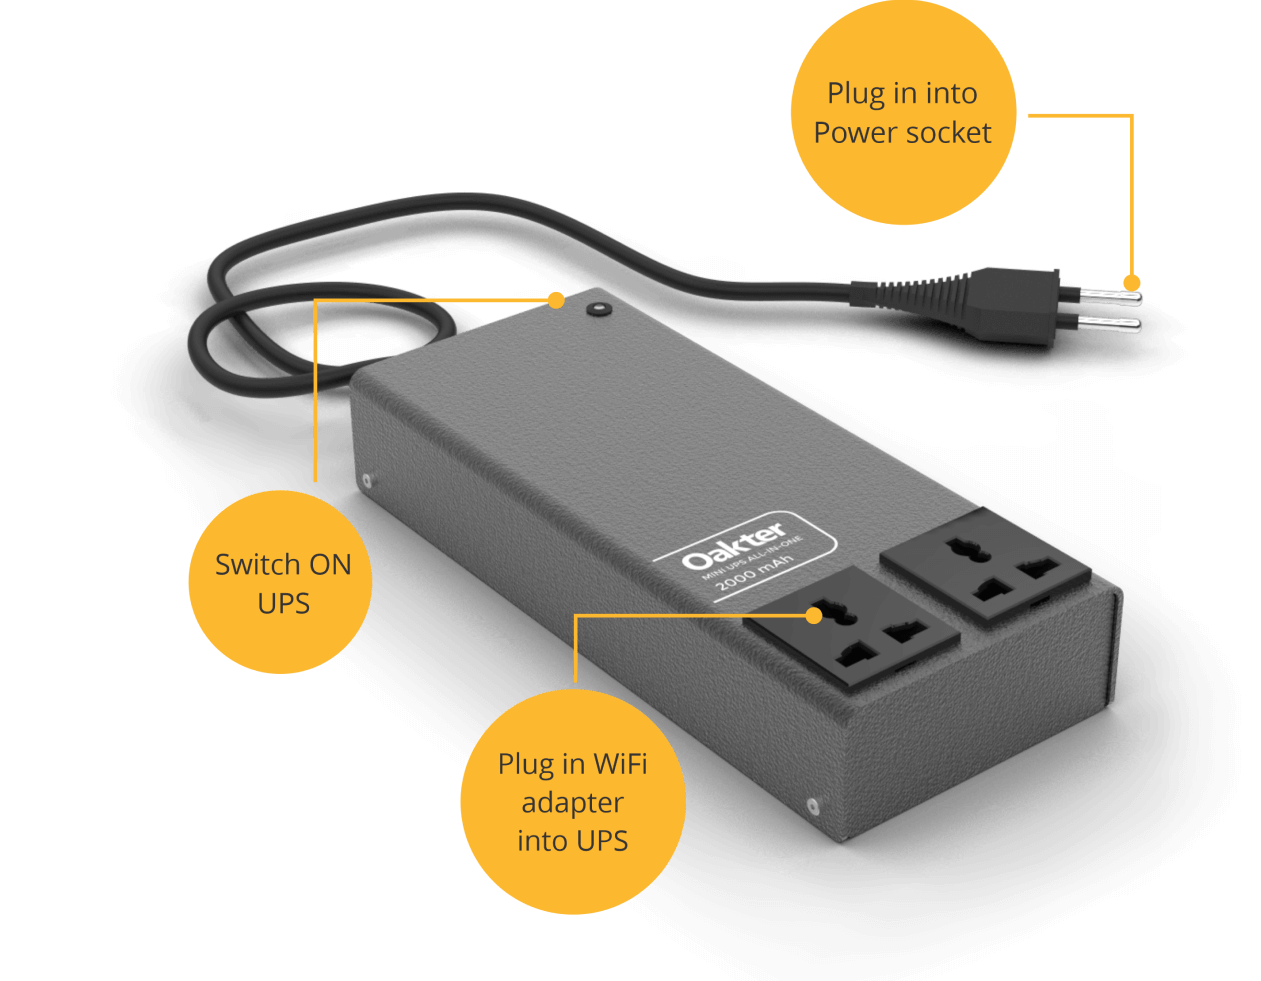 Plug in into
Power socket
Switch ON
UPS
Oakter
MINI UPS ALL-IN-ONE
2000 mAh
Plug in WiFi
adapter
into UPS